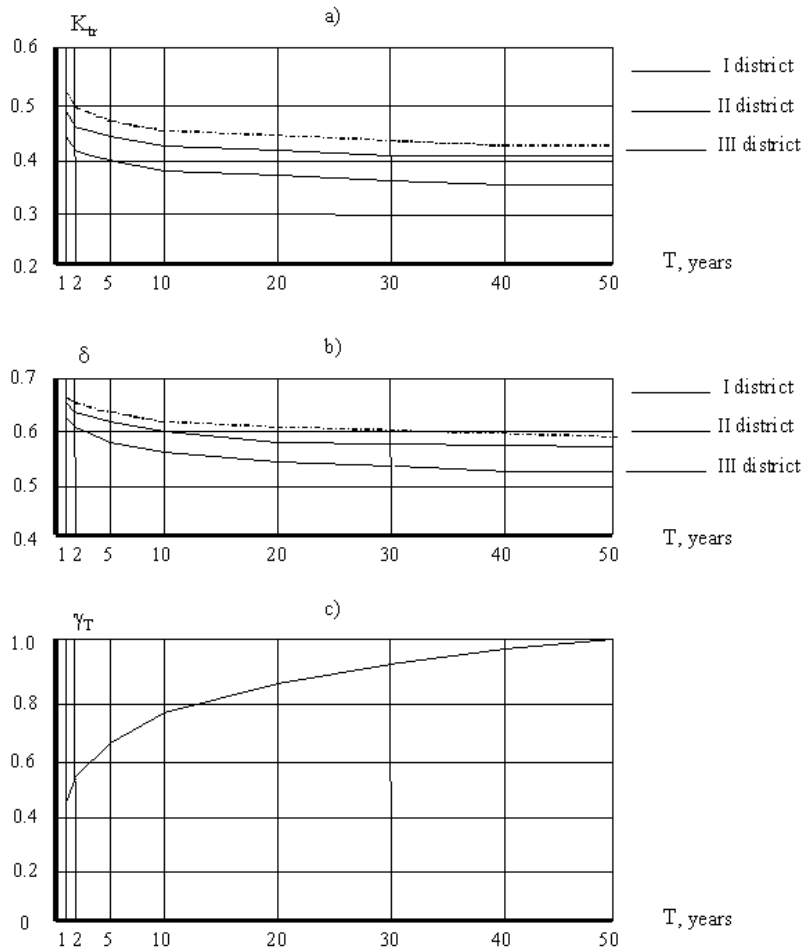 K_tr
a)
0.6
0.5
0.4
0.3
0.2
I district
II district
III district
1 2 5 10 20 30 40 50
T, years
δ
b)
0.7
0.6
0.5
0.4
I district
II district
III district
1 2 5 10 20 30 40 50
T, years
γ_T
c)
1.0
0.8
0.6
0.4
0.2
0
1 2 5 10 20 30 40 50
T, years